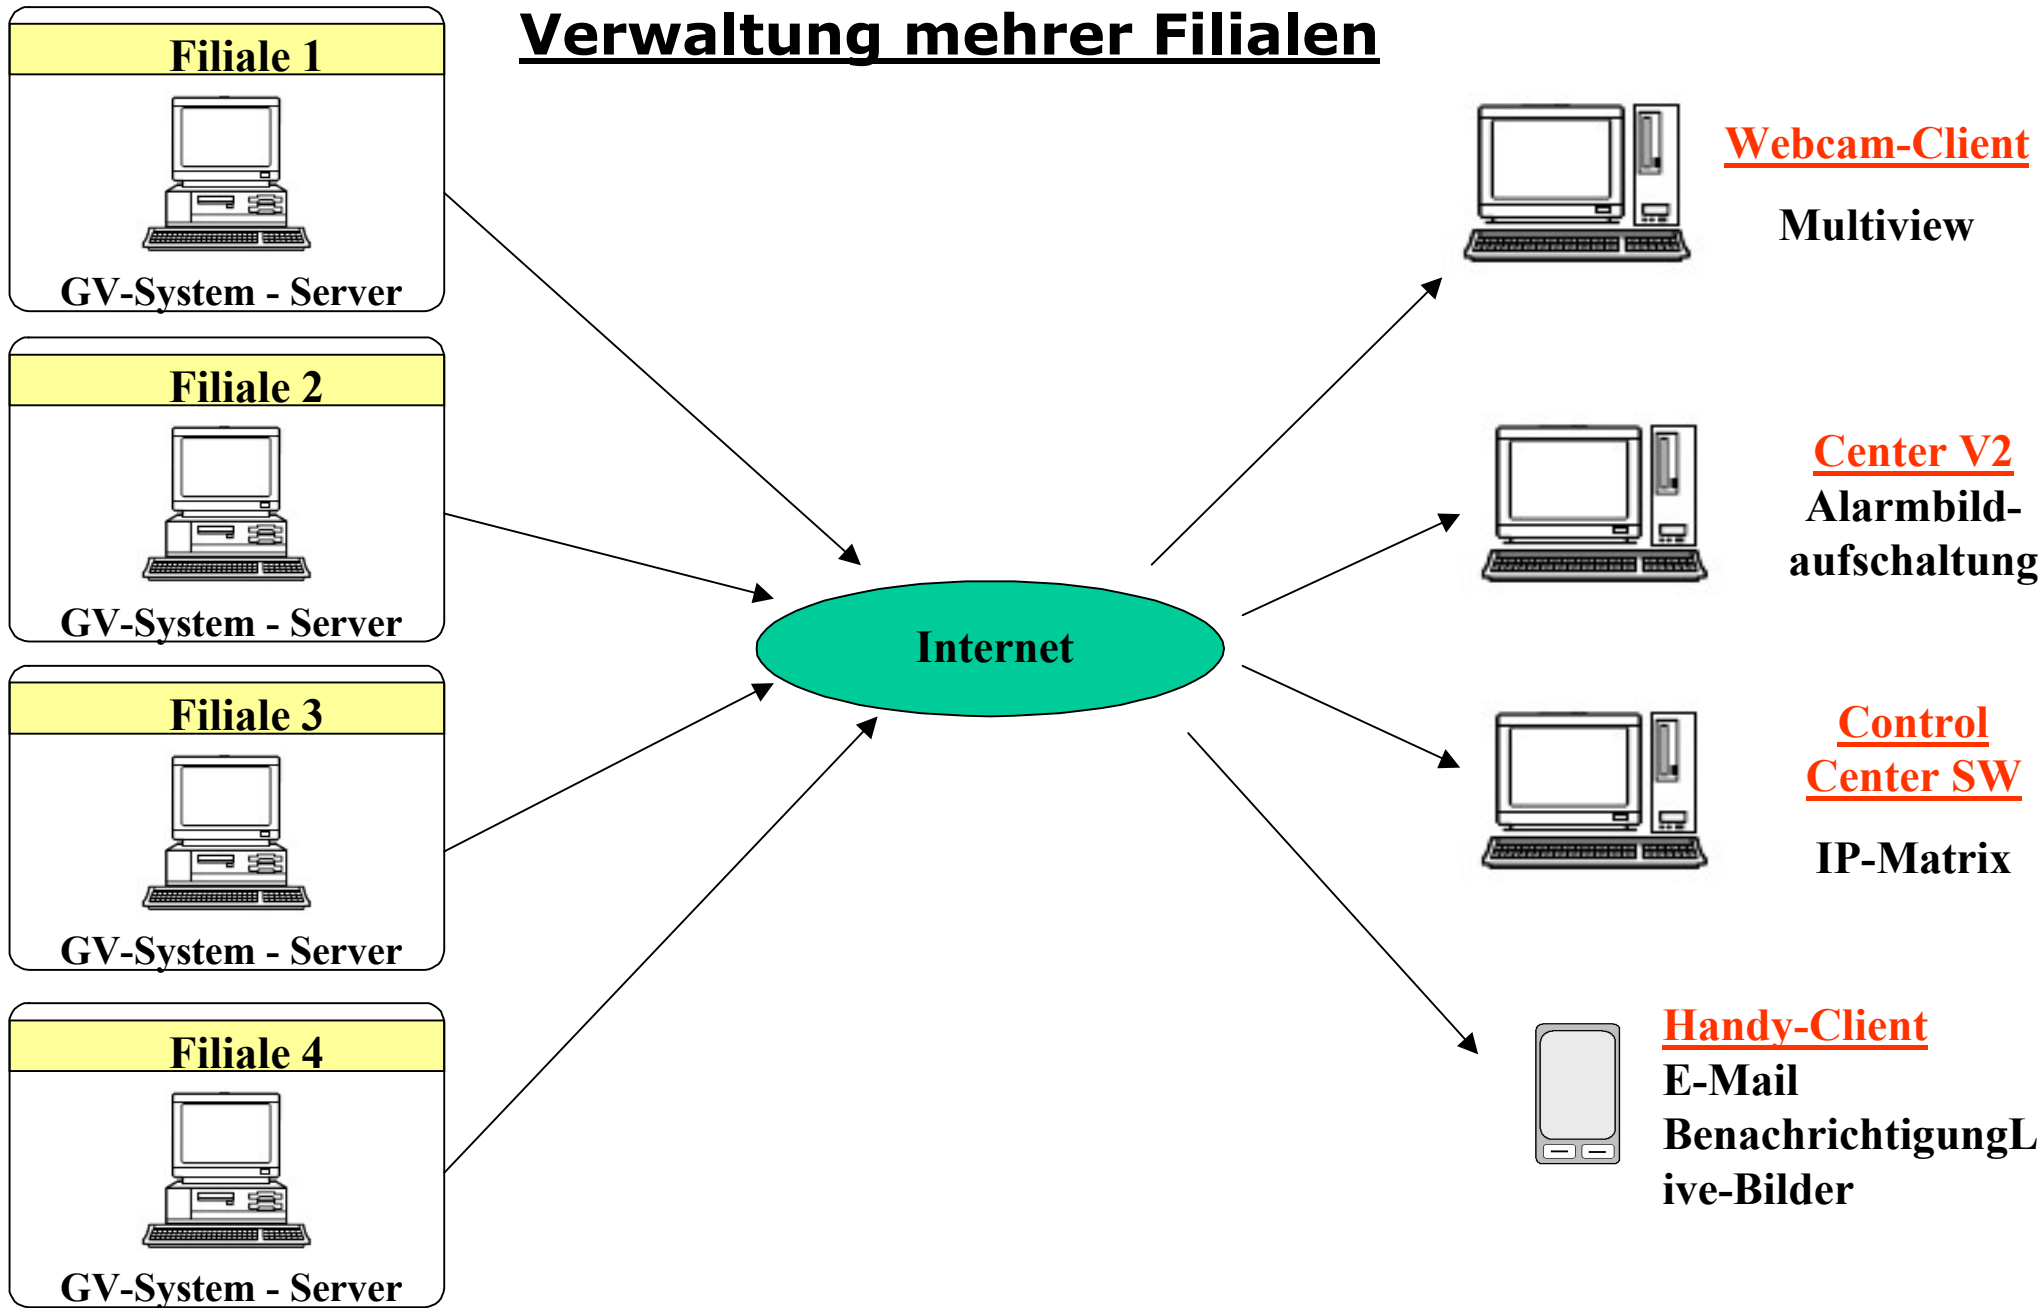 Verwaltung mehrer Filialen
Filiale 1
GV-System - Server
Filiale 2
GV-System - Server
Filiale 3
GV-System - Server
Filiale 4
GV-System - Server
Internet
Webcam-Client
Multiview
Center V2
Alarmbild-
aufschaltung
Control
Center SW
IP-Matrix
Handy-Client
E-Mail
BenachrichtigungL
ive-Bilder